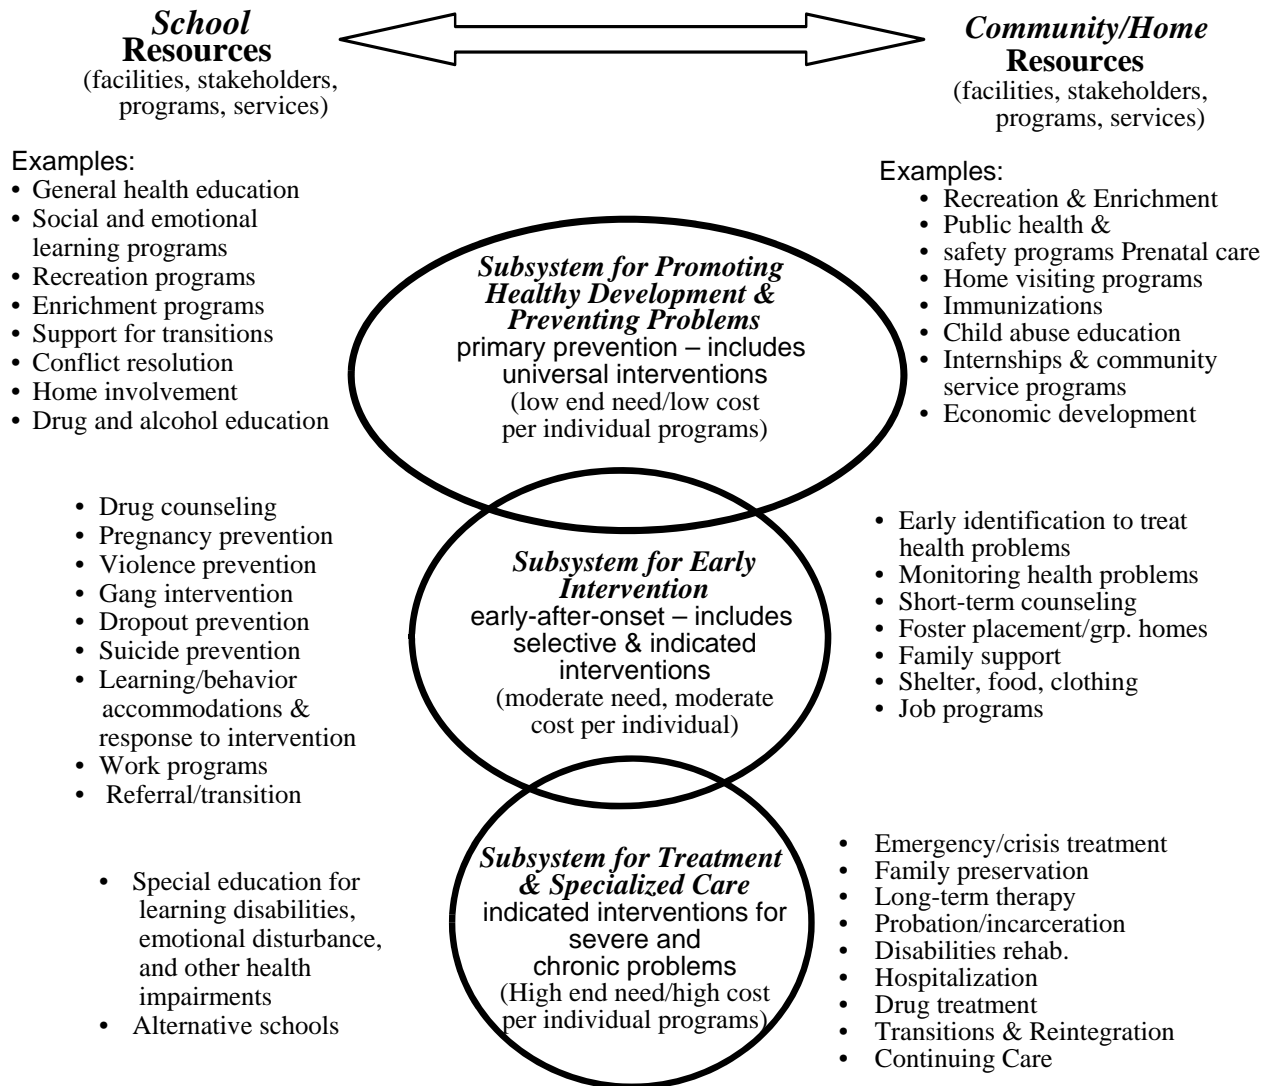 School
Resources
(facilities, stakeholders,
programs, services)
Community/Home
Resources
(facilities, stakeholders,
programs, services)
Examples:
• General health education
• Social and emotional
learning programs
• Recreation programs
• Enrichment programs
• Support for transitions
• Conflict resolution
• Home involvement
• Drug and alcohol education
Subsystem for Promoting
Healthy Development &
Preventing Problems
primary prevention – includes
universal interventions
(low end need/low cost
per individual programs)
Examples:
• Recreation & Enrichment
• Public health &
• safety programs Prenatal care
• Home visiting programs
• Immunizations
• Child abuse education
• Internships & community
service programs
• Economic development
• Drug counseling
• Pregnancy prevention
• Violence prevention
• Gang intervention
• Dropout prevention
• Suicide prevention
• Learning/behavior
accommodations &
response to intervention
• Work programs
• Referral/transition
Subsystem for Early
Intervention
early-after-onset – includes
selective & indicated
interventions
(moderate need, moderate
cost per individual)
• Early identification to treat
health problems
• Monitoring health problems
• Short-term counseling
• Foster placement/grp. homes
• Family support
• Shelter, food, clothing
• Job programs
• Special education for
learning disabilities,
emotional disturbance,
and other health
impairments
• Alternative schools
Subsystem for Treatment
& Specialized Care
indicated interventions for
severe and
chronic problems
(High end need/high cost
per individual programs)
• Emergency/crisis treatment
• Family preservation
• Long-term therapy
• Probation/incarceration
• Disabilities rehab.
• Hospitalization
• Drug treatment
• Transitions & Reintegration
• Continuing Care